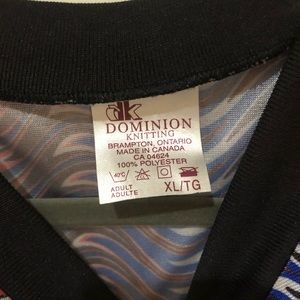 dk
DOMINION
KNITTING
BRAMPTON, ONTARIO
MADE IN CANADA
CA 04624
100% POLYESTER
40°C
ADULT
ADULTE
XL/TG